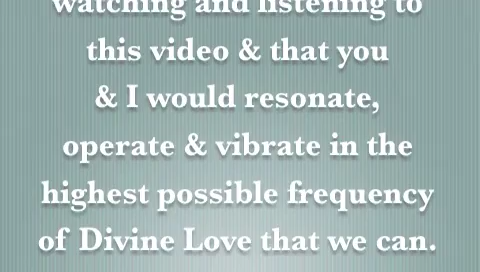 watching and listening to
this video & that you
& I would resonate,
operate & vibrate in the
highest possible frequency
of Divine Love that we can.